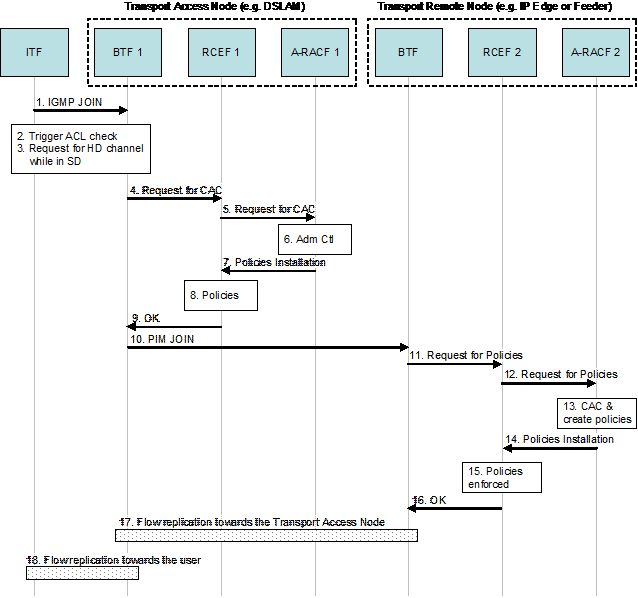 Transport Access Node (e.g. DSLAM)
Transport Remote Node (e.g. IP Edge or Feeder)
ITF
BTF 1
RCEF 1
A-RACF 1
BTF
RCEF 2
A-RACF 2
1. IGMP JOIN
2. Trigger ACL check
3. Request for HD channel
while in SD
4. Request for CAC
5. Request for CAC
6. Adm Ctl
7. Policies Installation
8. Policies
9. OK
10. PIM JOIN
11. Request for Policies
12. Request for Policies
13. CAC &
create policies
14. Policies Installation
15. Policies
enforced
16. OK
17. Flow replication towards the Transport Access Node
18. Flow replication towards the user